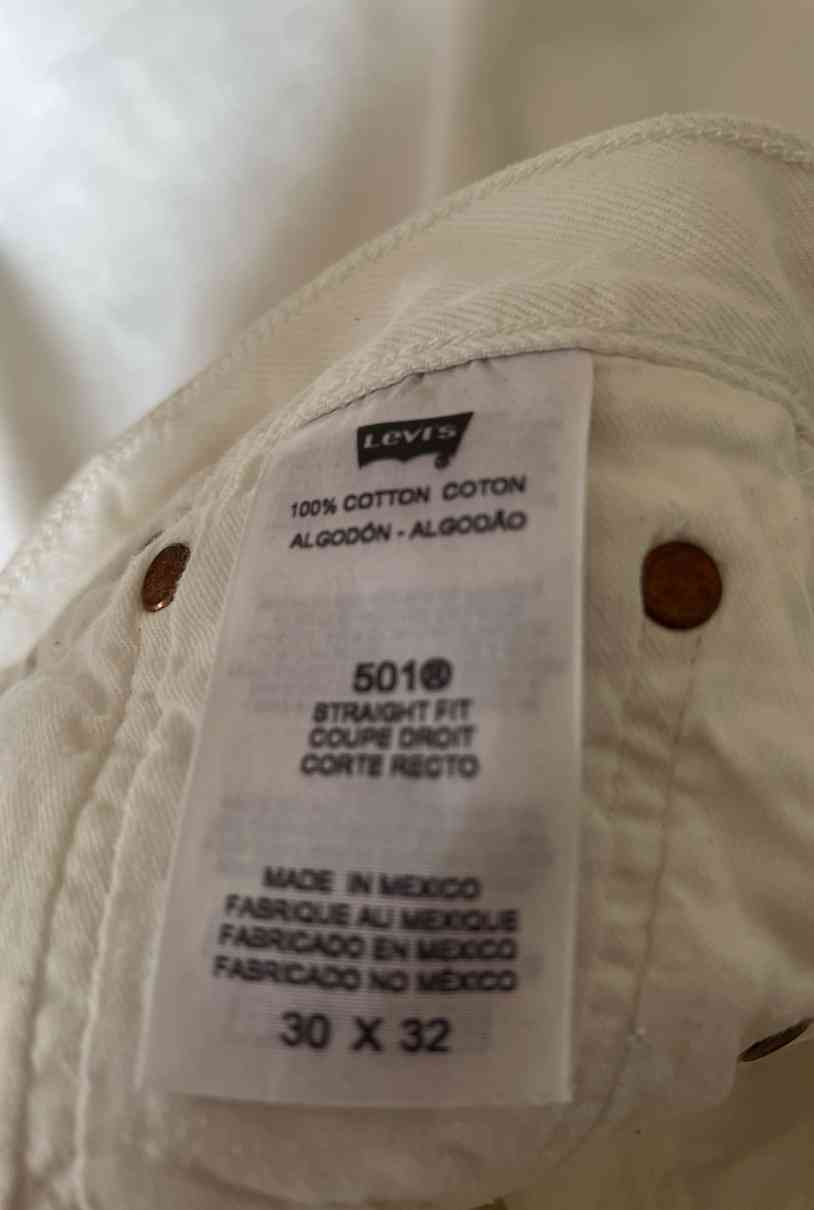 Levi's
100% COTTON COTON
ALGODÓN - ALGODÃO
501®
STRAIGHT FIT
COUPE DROIT
CORTE RECTO
MADE IN MEXICO
FABRIQUE AU MEXIQUE
FABRICADO EN MEXICO
FABRICADO NO MÉXICO
30 X 32